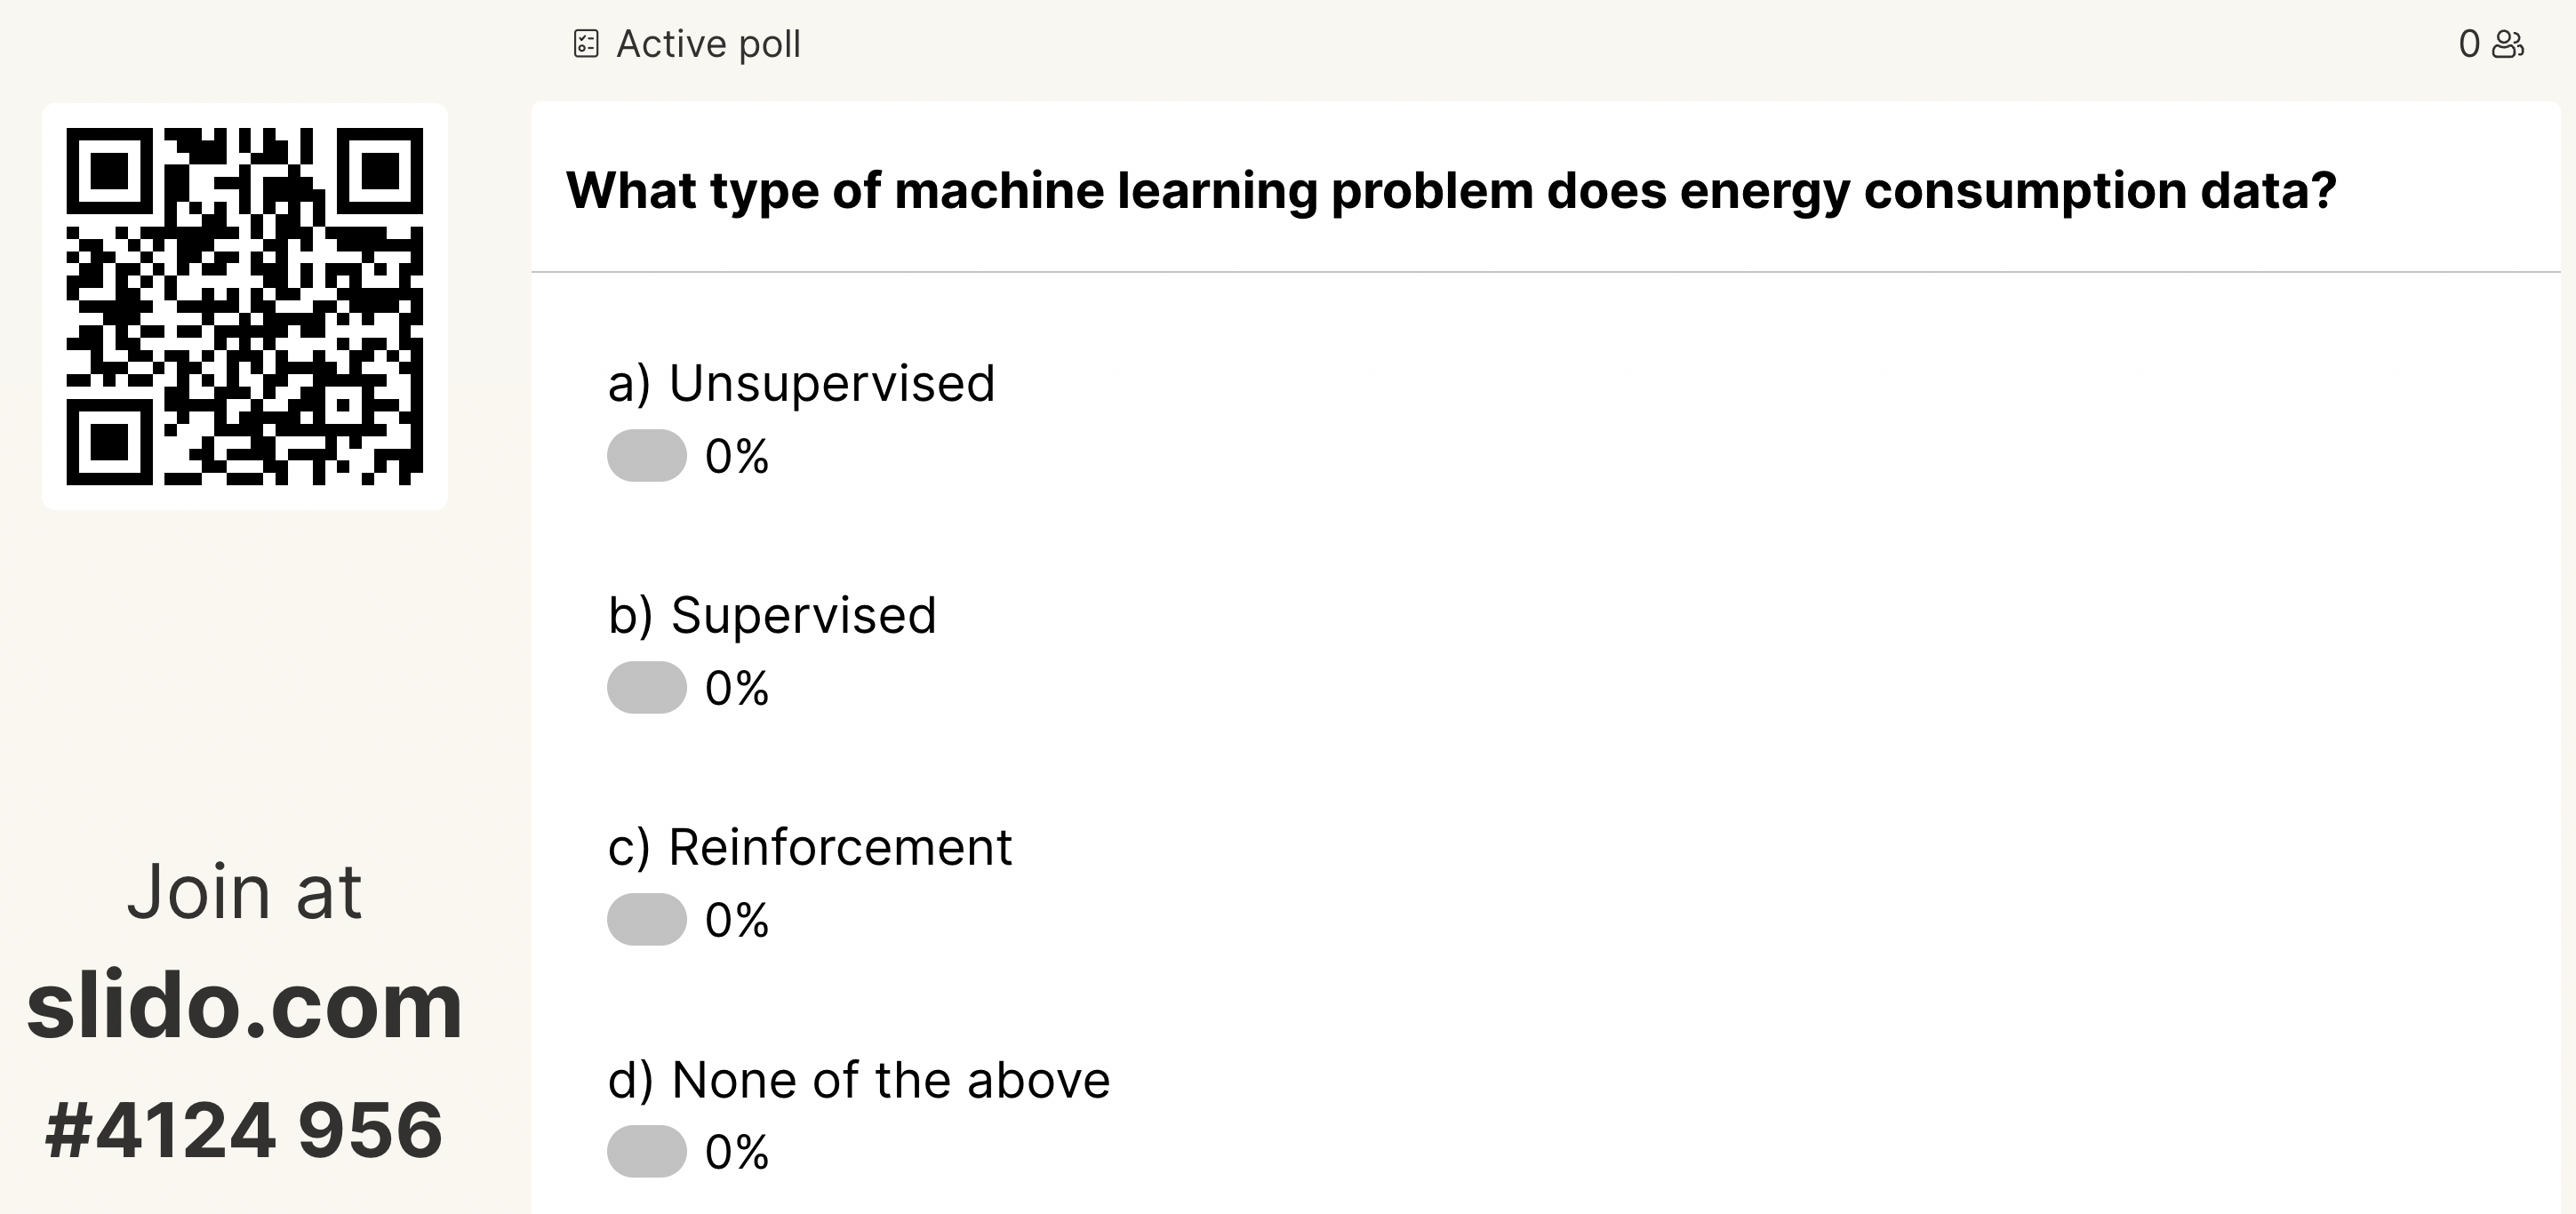 Active poll
0
What type of machine learning problem does energy consumption data?
a) Unsupervised
0%
b) Supervised
0%
c) Reinforcement
0%
d) None of the above
0%
Join at
slido.com
#4124 956